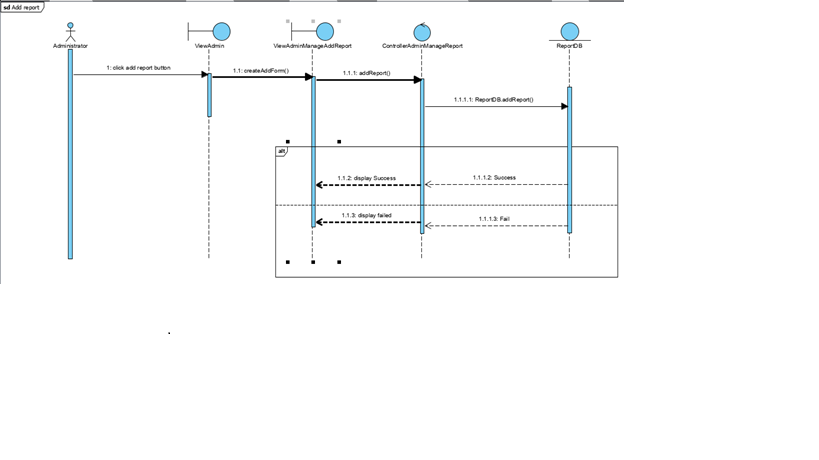 sd Add report
Administrator
ViewAdmin
ViewAdminManageAddReport
ControllerAdminManageReport
ReportDB
1: click add report button
1.1: createAddForm()
1.1.1: addReport()
1.1.1.1: ReportDB.addReport()
alt
1.1.2: display Success
1.1.1.2: Success
1.1.3: display failed
1.1.1.3: Fail